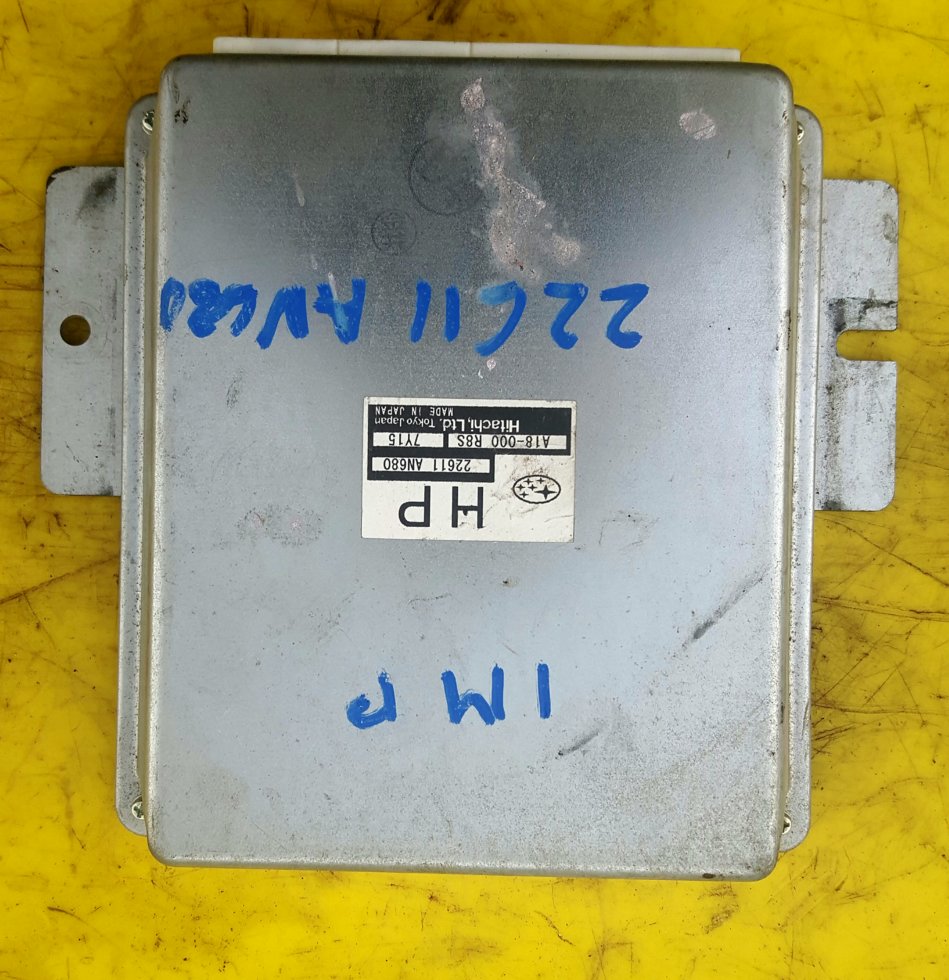 IMP
HP
22611 AN680
A18-000 R8S 7Y15
Hitachi,Ltd. Tokyo Japan
MADE IN JAPAN
22611 AN680